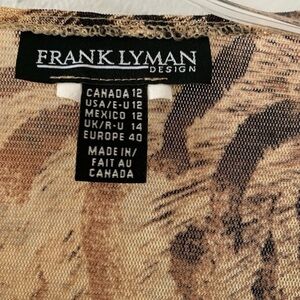 FRANK LYMAN
DESIGN
CANADA 12
USA/E-U 12
MEXICO 12
UK/R-U 14
EUROPE 40
MADE IN/
FAIT AU
CANADA